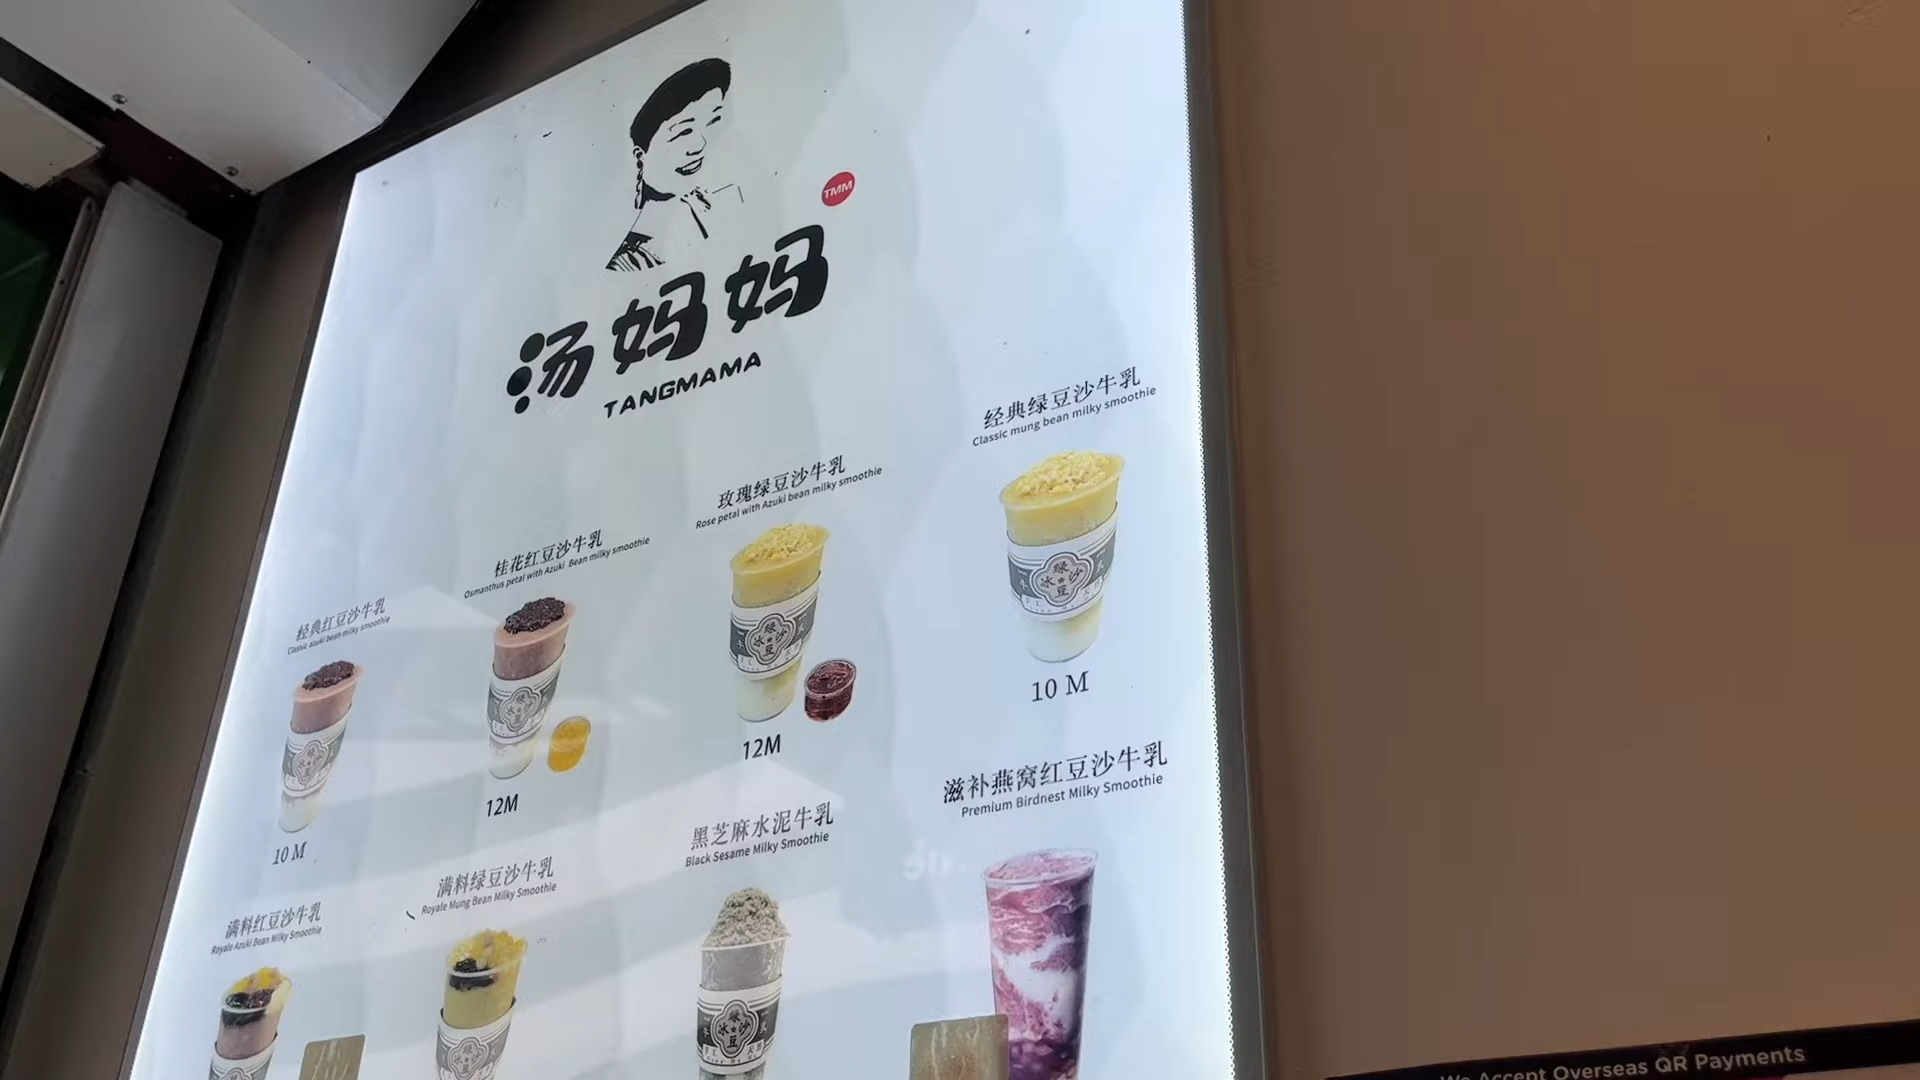 TMM
汤妈妈
TANGMAMA
经典绿豆沙牛乳
Classic mung bean milky smoothie
玫瑰绿豆沙牛乳
Rose petal with Azuki bean milky smoothie
桂花红豆沙牛乳
Osmanthus petal with Azuki Bean milky smoothie
经典红豆沙牛乳
Classic azuki bean milky smoothie
10 M
12M
12M
10 M
滋补燕窝红豆沙牛乳
Premium Birdnest Milky Smoothie
黑芝麻水泥牛乳
Black Sesame Milky Smoothie
满料绿豆沙牛乳
Royale Mung Bean Milky Smoothie
满料红豆沙牛乳
Royale Azuki Bean Milky Smoothie
We Accept Overseas QR Payments